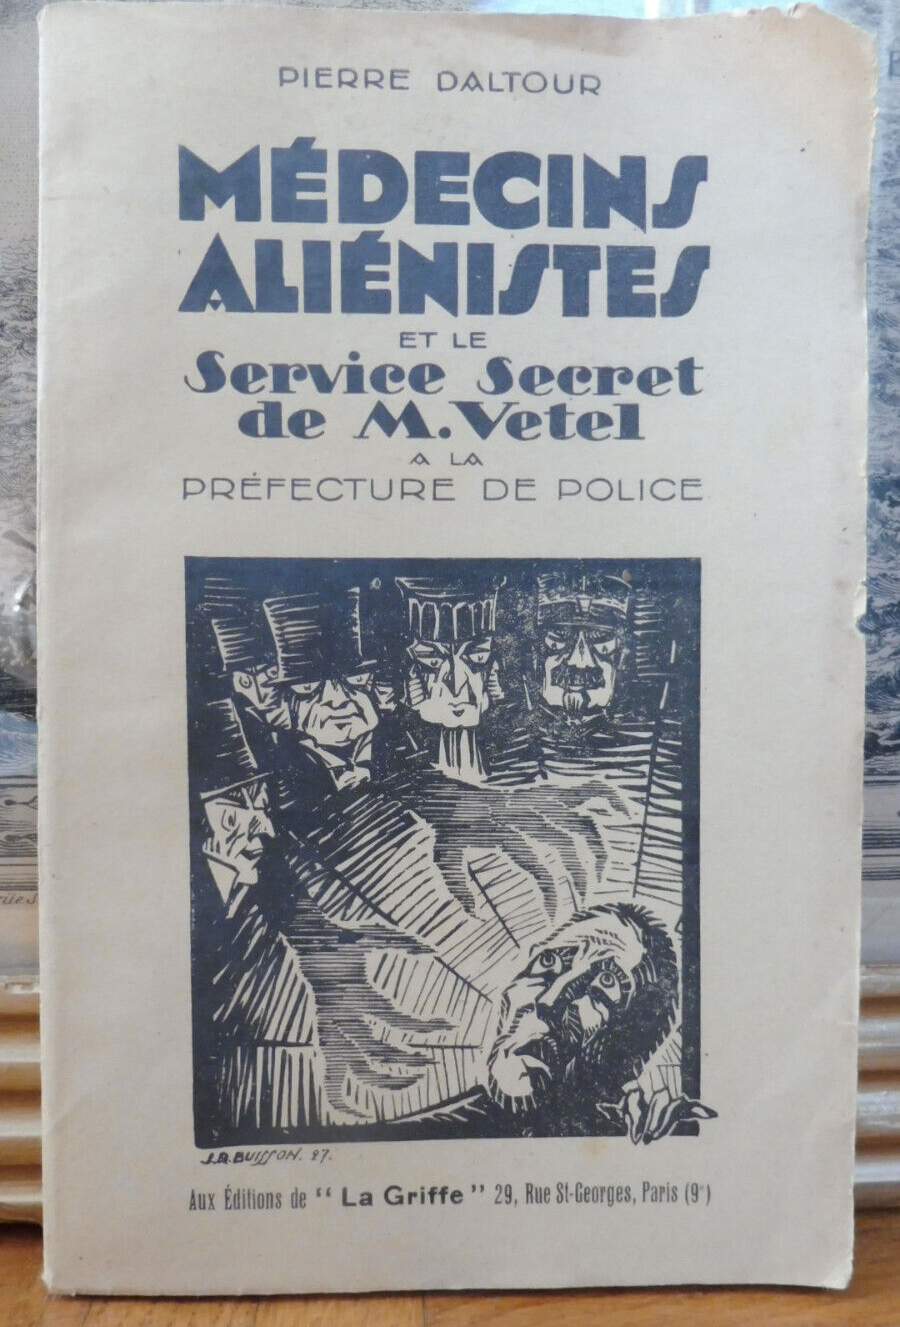 PIERRE DALTOUR
MÉDECINS
ALIÉNISTES
ET LE
Service Secret
de M. Vetel
A LA
PRÉFECTURE DE POLICE
J.A. BUISSON. 27.
Aux Éditions de "La Griffe" 29, Rue St-Georges, Paris (9e)